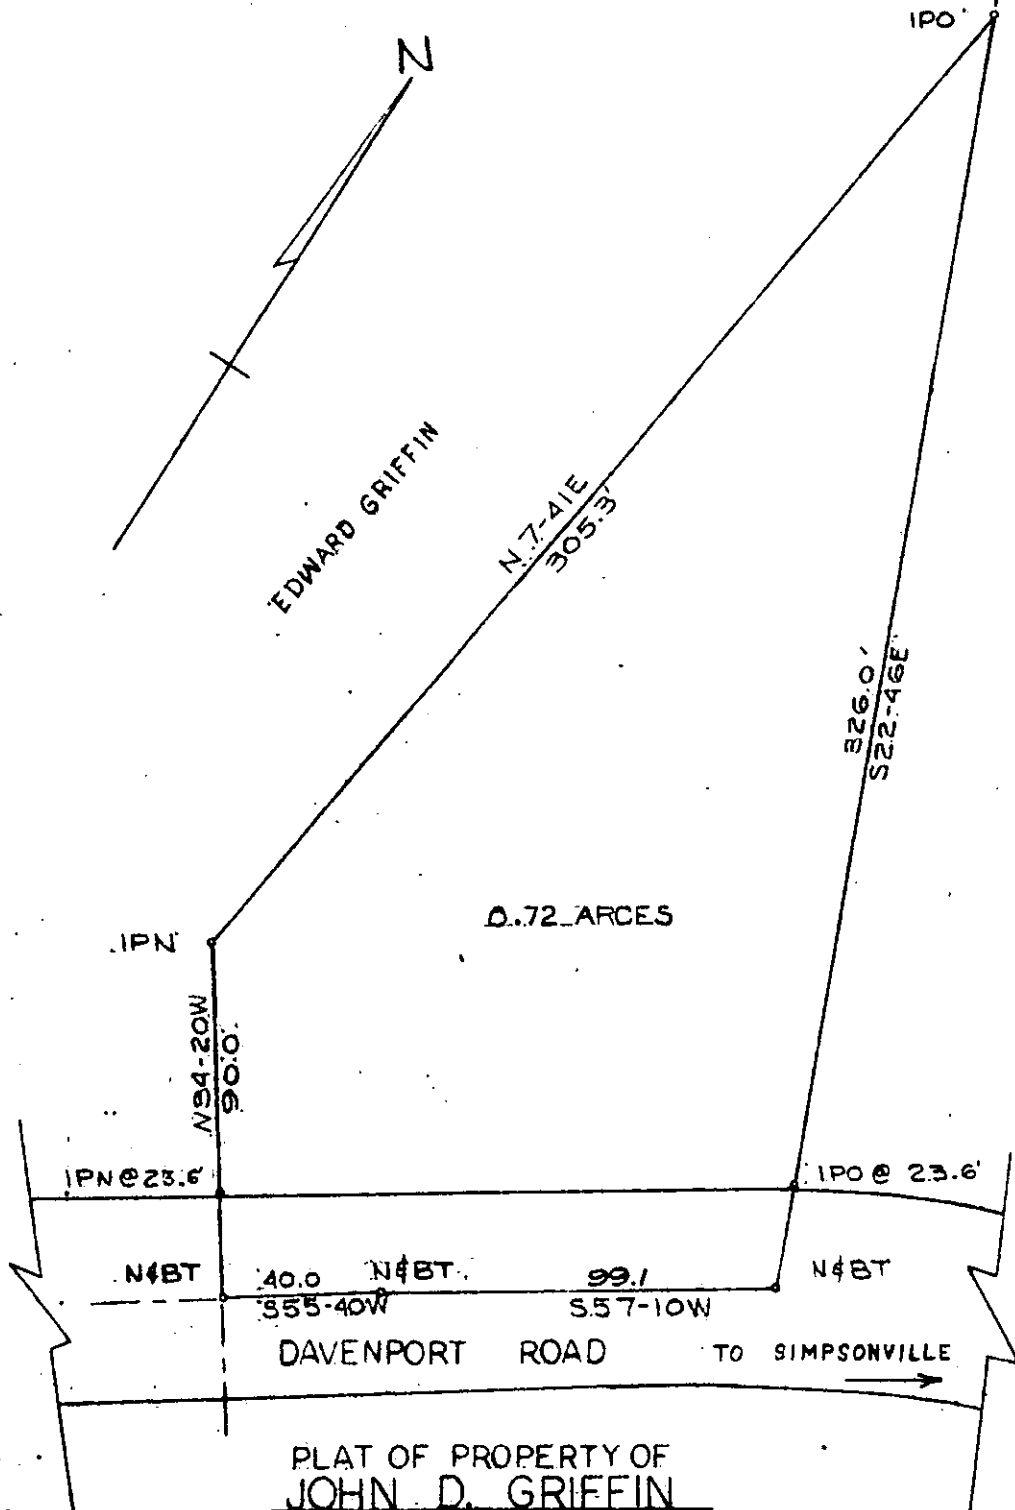 IPO
N
EDWARD GRIFFIN
N 7-41E
305.3'
326.0'
S22-46E
0.72 ARCES
IPN
N34-20W
90.0
IPN @ 23.6'
IPO @ 23.6'
N&BT
40.0
N&BT
99.1
N&BT
S55-40W
S.57-10W
DAVENPORT ROAD
TO SIMPSONVILLE
PLAT OF PROPERTY OF
JOHN D. GRIFFIN